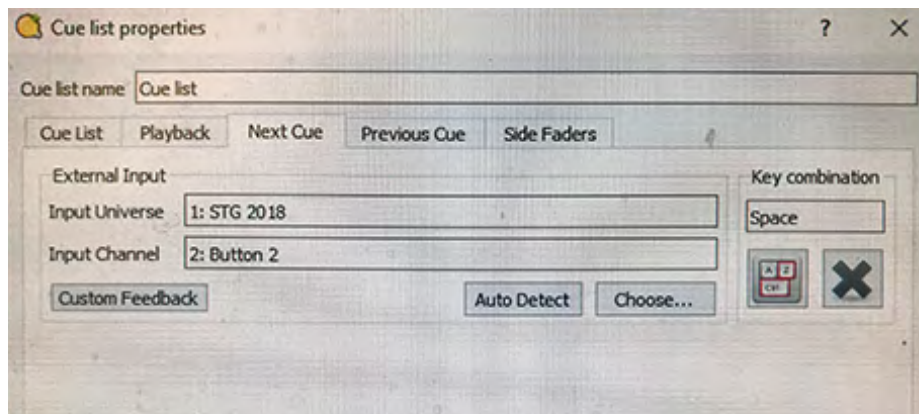 Cue list properties ? X
Cue list name Cue list
Cue List Playback Next Cue Previous Cue Side Faders
External Input
Input Universe 1: STG 2018
Input Channel 2: Button 2
Custom Feedback Auto Detect Choose...
Key combination
Space
A Z
Ctrl